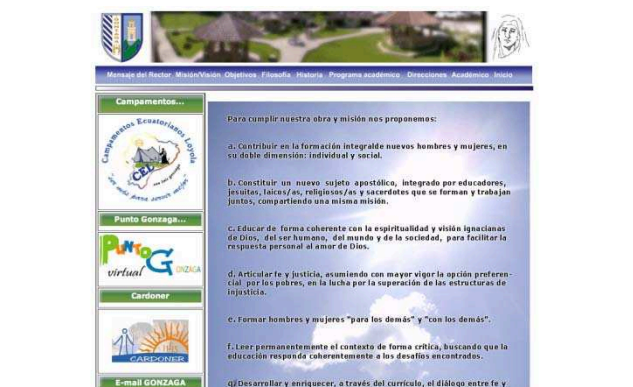 Mensaje del Rector Misión/Visión Objetivos Filosofía Historia Programa académico Direcciones Académico Inicio
Campamentos...
Campamentos Ecuatorianos Loyola
CEL
"ser más para servir mejor"
Punto Gonzaga...
PUNTO G
virtual GONZAGA
Cardoner
CARDONER
E-mail GONZAGA
Para cumplir nuestra obra y misión nos proponemos:
a. Contribuir en la formación integralde nuevos hombres y mujeres, en
su doble dimensión: individual y social.
b. Constituir un nuevo sujeto apostólico, integrado por educadores,
jesuitas, laicos/as, religiosos/as y sacerdotes que se forman y trabajan
juntos, compartiendo una misma misión.
c. Educar de forma coherente con la espiritualidad y visión ignacianas
de Dios, del ser humano, del mundo y de la sociedad, para facilitar la
respuesta personal al amor de Dios.
d. Articular fe y justicia, asumiendo con mayor vigor la opción preferen-
cial por los pobres, en la lucha por la superación de las estructuras de
injusticia.
e. Formar hombres y mujeres "para los demás" y "con los demás".
f. Leer permanentemente el contexto de forma crítica, buscando que la
educación responda coherentemente a los desafíos encontrados.
g) Desarrollar y enriquecer, a través del currículo, el diálogo entre fe y